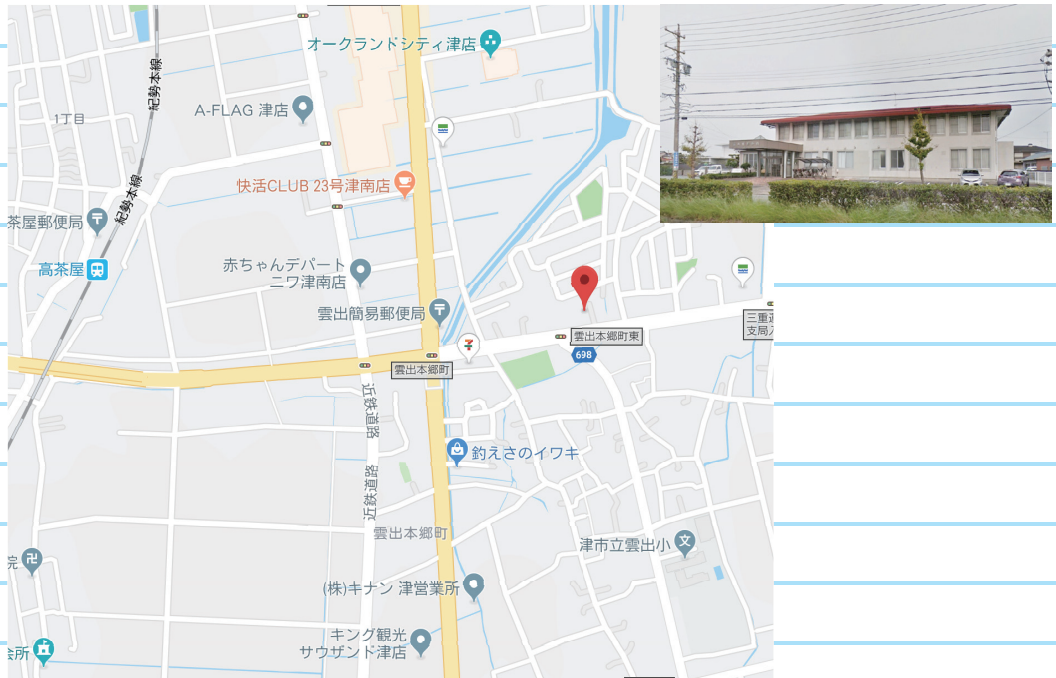 オークランドシティ津店
紀勢本線
A-FLAG 津店
1丁目
快活CLUB 23号津南店
紀勢本線
茶屋郵便局
高茶屋
赤ちゃんデパート
ニワ津南店
雲出簡易郵便局
雲出本郷町東
三重運
支局入
698
雲出本郷町
近鉄道路
釣えさのイワキ
近鉄道路
雲出本郷町
津市立雲出小
文
院
(株)キナン 津営業所
キング観光
サウザンド津店
会所